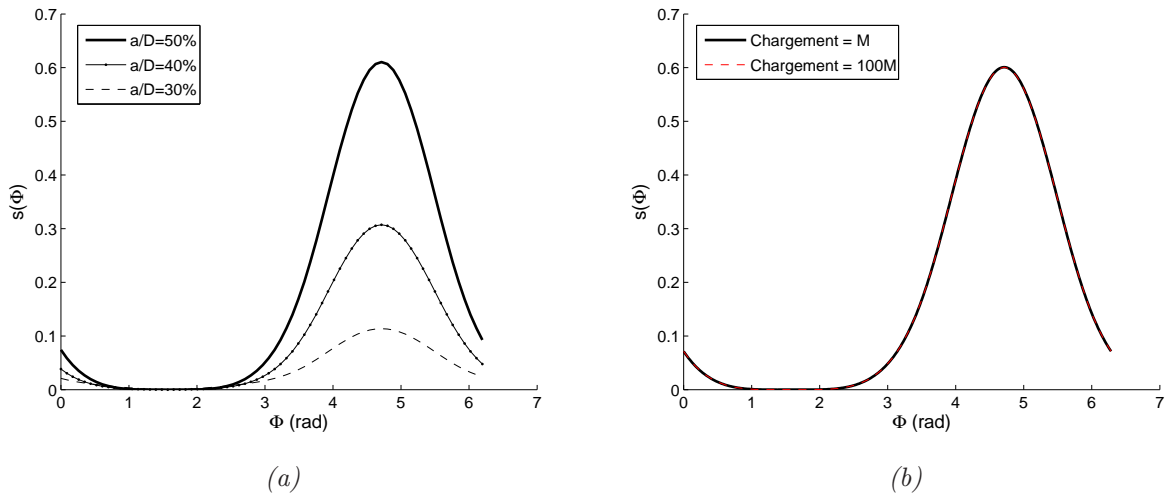 0.7
0.6
0.5
0.4
0.3
0.2
0.1
0
s(Φ)
a/D=50%
a/D=40%
a/D=30%
0 1 2 3 4 5 6 7
Φ (rad)
(a)
0.7
0.6
0.5
0.4
0.3
0.2
0.1
0
s(Φ)
Chargement = M
Chargement = 100M
0 1 2 3 4 5 6 7
Φ (rad)
(b)